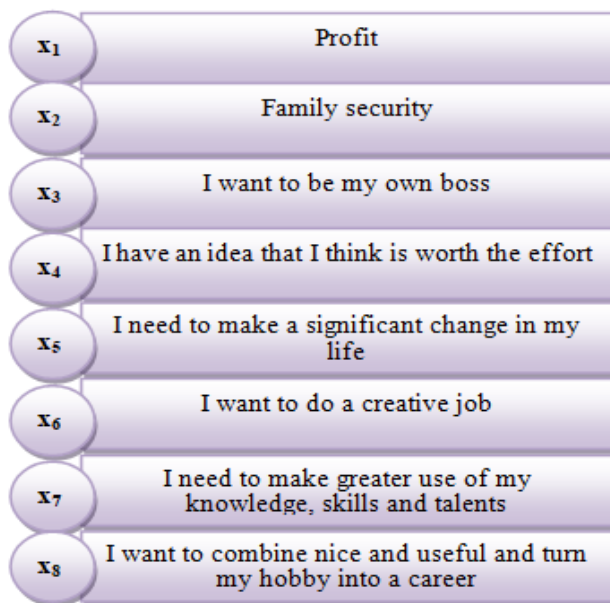 x1 Profit
x2 Family security
x3 I want to be my own boss
x4 I have an idea that I think is worth the effort
x5 I need to make a significant change in my
life
x6 I want to do a creative job
x7 I need to make greater use of my
knowledge, skills and talents
x8 I want to combine nice and useful and turn
my hobby into a career